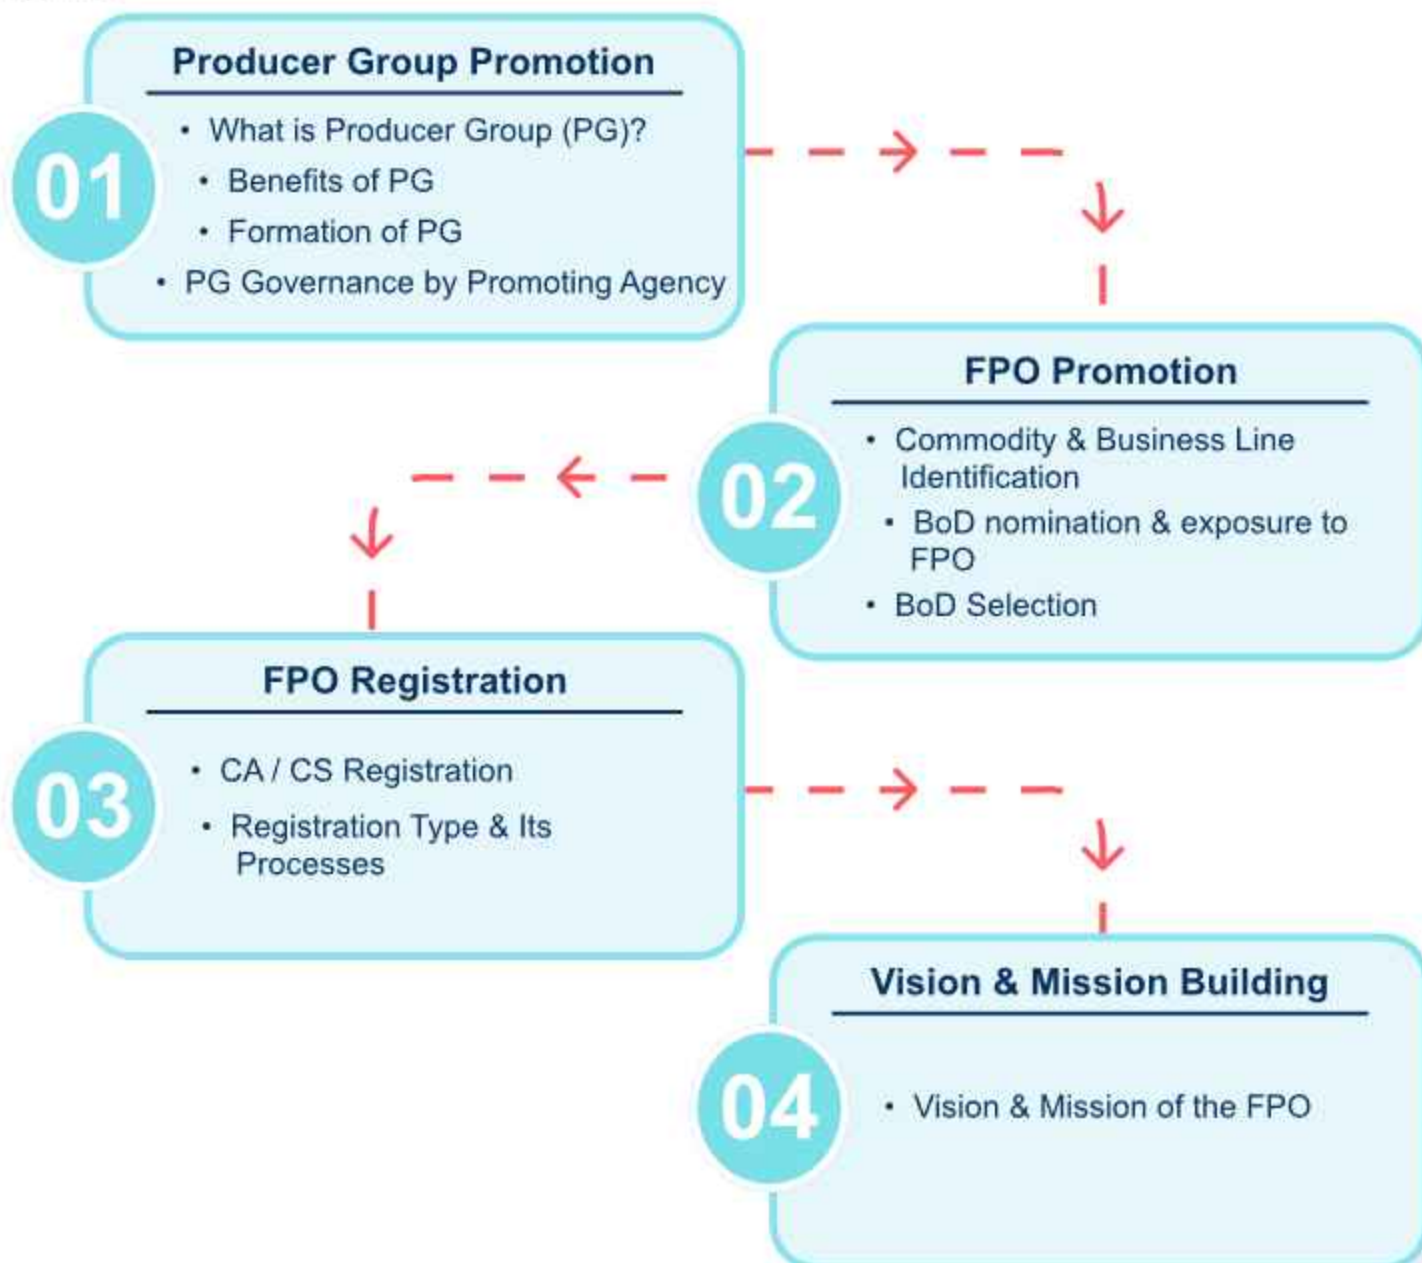 Producer Group Promotion
01
• What is Producer Group (PG)?
• Benefits of PG
• Formation of PG
• PG Governance by Promoting Agency
FPO Promotion
02
• Commodity & Business Line
Identification
• BoD nomination & exposure to
FPO
• BoD Selection
FPO Registration
03
• CA / CS Registration
• Registration Type & Its
Processes
Vision & Mission Building
04
• Vision & Mission of the FPO